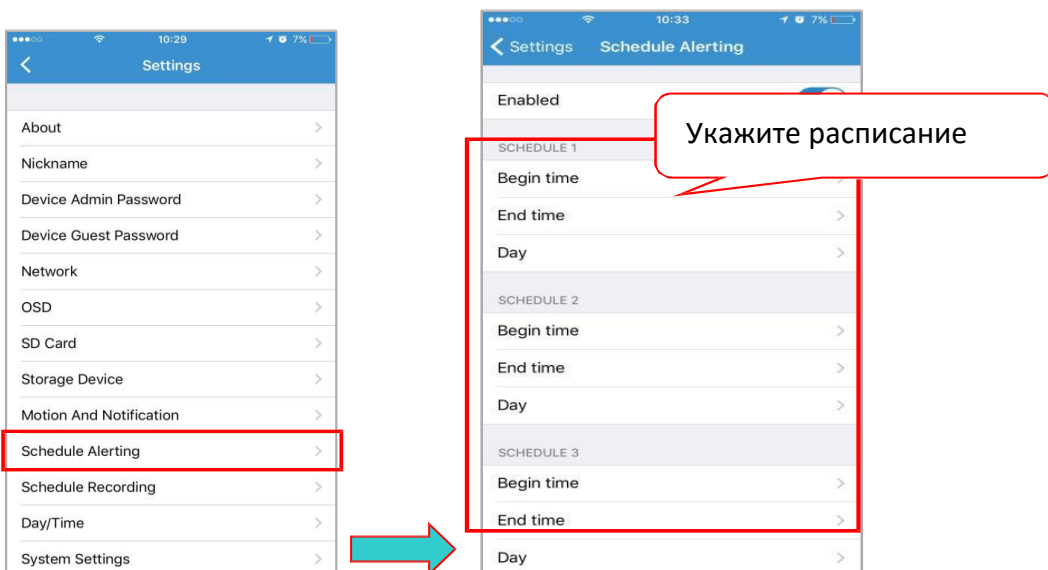 10:29
7%
Settings
About
Nickname
Device Admin Password
Device Guest Password
Network
OSD
SD Card
Storage Device
Motion And Notification
Schedule Alerting
Schedule Recording
Day/Time
System Settings
10:33
7%
Settings Schedule Alerting
Enabled
Укажите расписание
SCHEDULE 1
Begin time
End time
Day
SCHEDULE 2
Begin time
End time
Day
SCHEDULE 3
Begin time
End time
Day